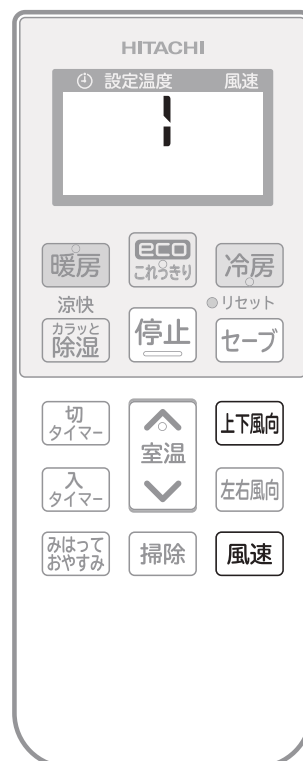 HITACHI
設定温度 風速
1
暖房 eco これっきり 冷房
涼快 カラッと 除湿 停止 リセット セーブ
切 タイマー 室温 上下風向
入 タイマー 左右風向
みはって おやすみ 掃除 風速